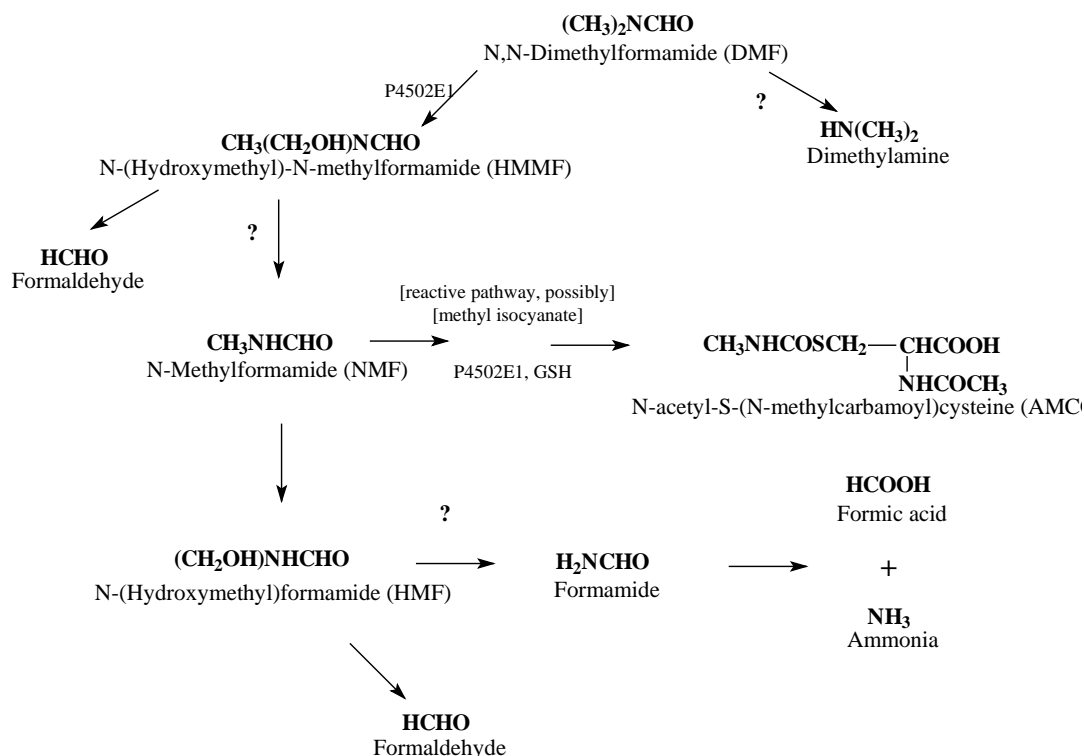 (CH₃)₂NCHO
N,N-Dimethylformamide (DMF)
P4502E1
?
CH₃(CH₂OH)NCHO
N-(Hydroxymethyl)-N-methylformamide (HMMF)
HN(CH₃)₂
Dimethylamine
?
HCHO
Formaldehyde
[reactive pathway, possibly]
[methyl isocyanate]
CH₃NHCHO
N-Methylformamide (NMF)
P4502E1, GSH
CH₃NHCOSCH₂ CHCOOH
NHCOCH₃
N-acetyl-S-(N-methylcarbamoyl)cysteine (AMC
HCOOH
Formic acid
?
(CH₂OH)NHCHO
N-(Hydroxymethyl)formamide (HMF)
H₂NCHO
Formamide
+
NH₃
Ammonia
HCHO
Formaldehyde